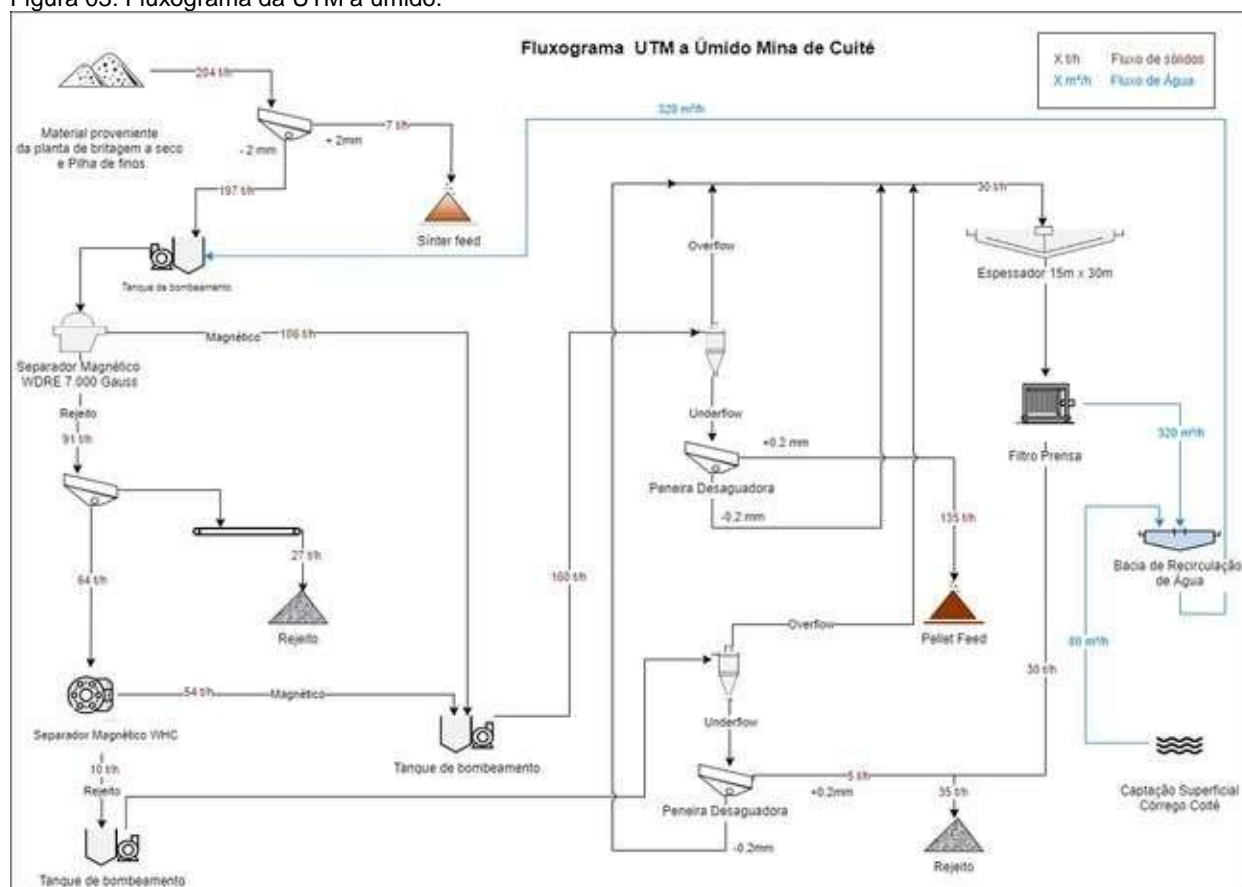 Figura 03: Fluxograma da UTM a úmido.
Fluxograma UTM a Úmido Mina de Cuité
X t/h Fluxo de sólidos
X m³/h Fluxo de Água
204 t/h
Material proveniente
da planta de britagem a seco
e Pilha de finos
- 2 mm
+ 2mm
7 t/h
197 t/h
Sínter feed
320 m³/h
Tanque de bombeamento
Magnético
106 t/h
Separador Magnético
WDRE 7.000 Gauss
Rejeito
91 t/h
27 t/h
Rejeito
64 t/h
Separador Magnético WHC
54 t/h
Magnético
10 t/h
Rejeito
Tanque de bombeamento
Tanque de bombeamento
160 t/h
Overflow
Underflow
Peneira Desaguadora
+0.2 mm
-0.2 mm
135 t/h
Pellet Feed
Overflow
Underflow
Peneira Desaguadora
+0.2mm
-0.2mm
5 t/h
35 t/h
Rejeito
30 t/h
Espessador 15m x 30m
Filtro Prensa
320 m³/h
30 t/h
Bacia de Recirculação
de Água
80 m³/h
Captação Superficial
Córrego Coité